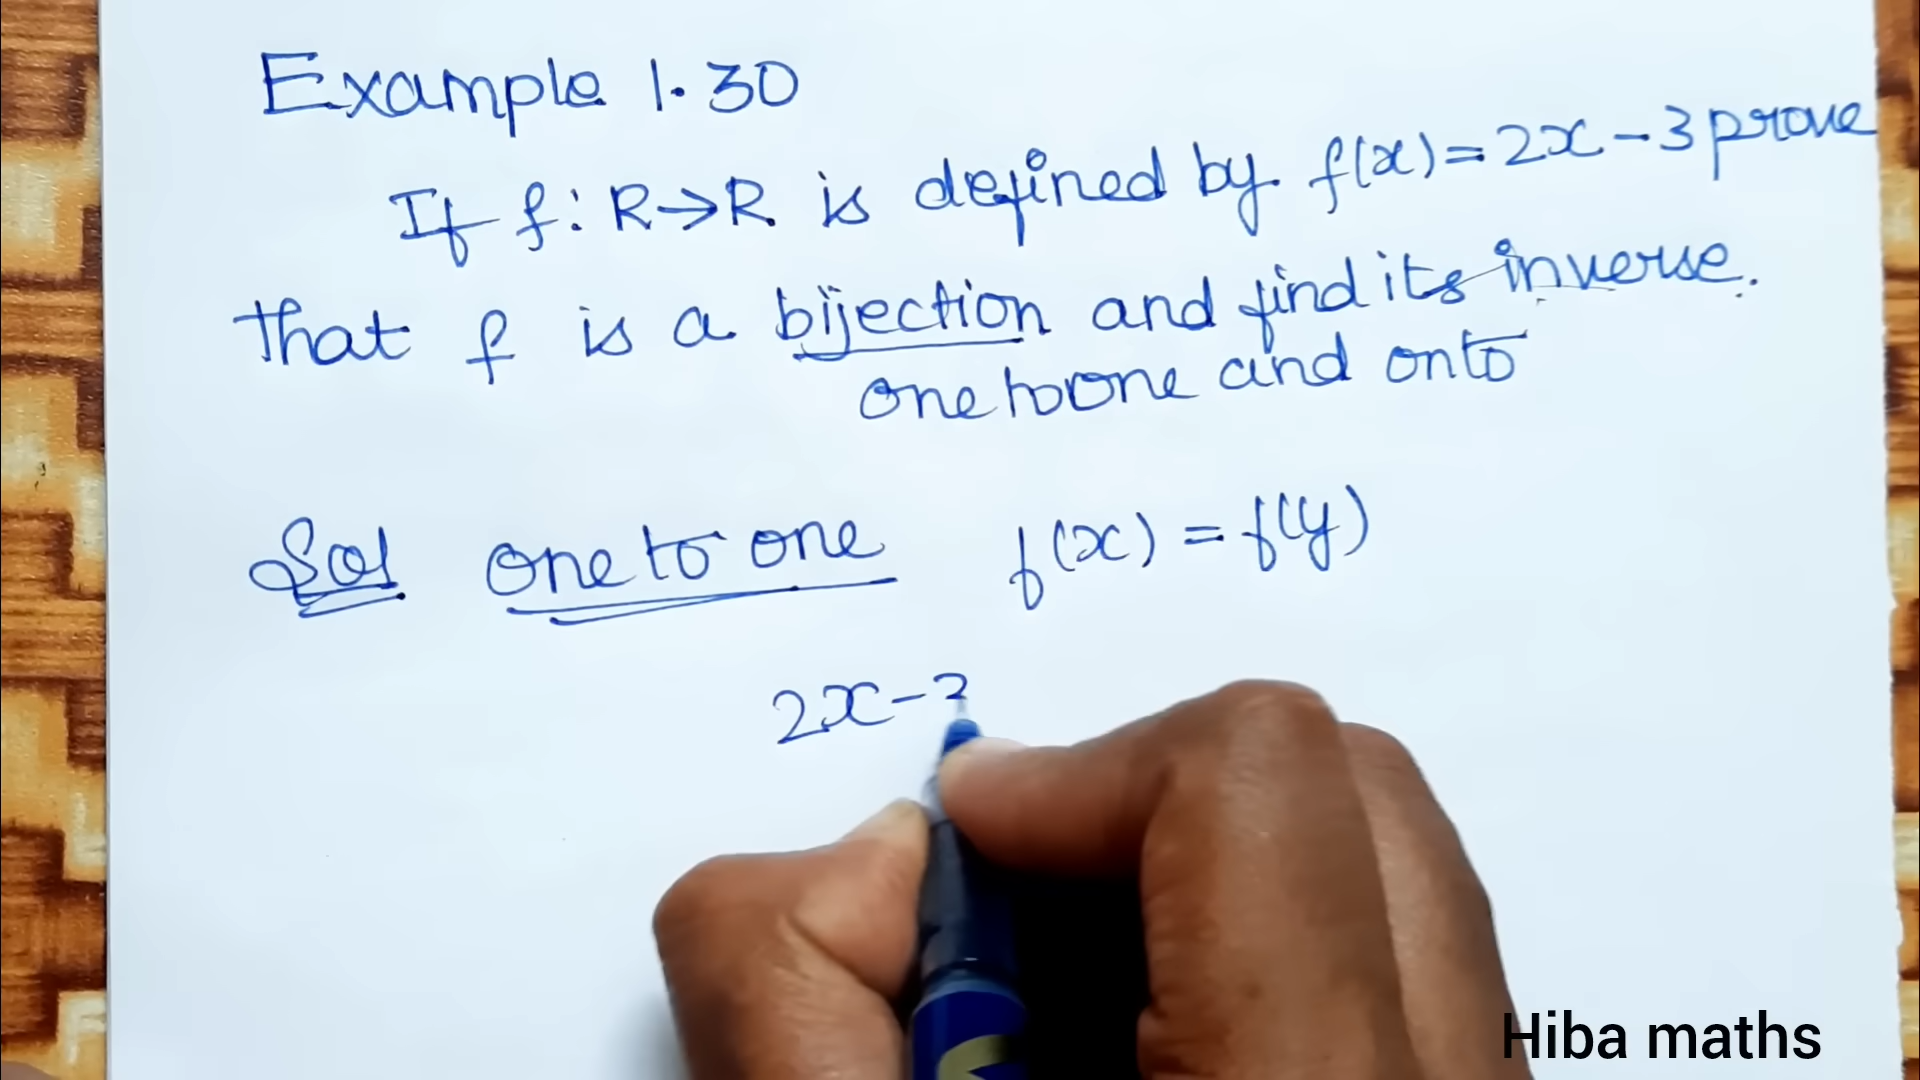 Example 1.30
If f: R→R is defined by f(x)=2x-3 prove
that f is a bijection and find its inverse.
one to one and onto
Sol one to one f(x) = f(y)
2x-3
Hiba maths